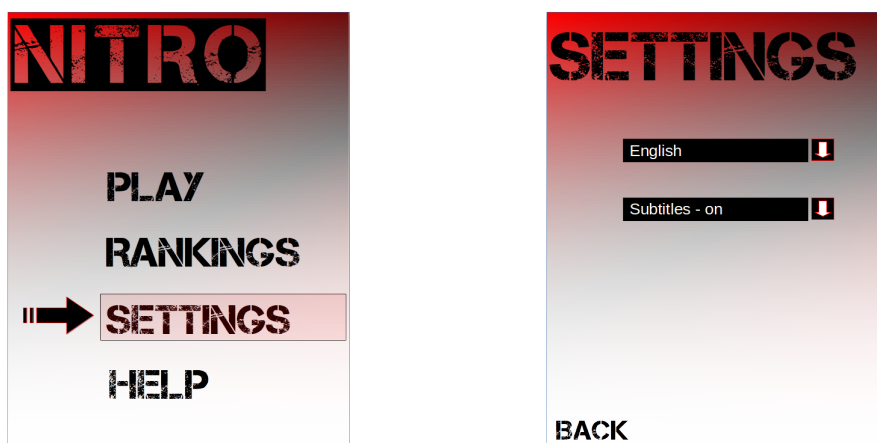 NITRO
PLAY
RANKINGS
SETTINGS
HELP
SETTINGS
English
Subtitles - on
BACK